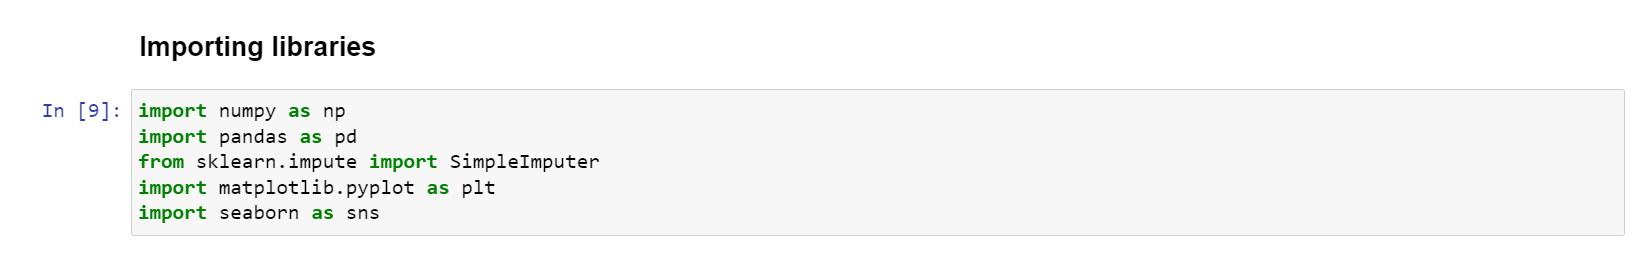 Importing libraries
In [9]:
import numpy as np
import pandas as pd
from sklearn.impute import SimpleImputer
import matplotlib.pyplot as plt
import seaborn as sns